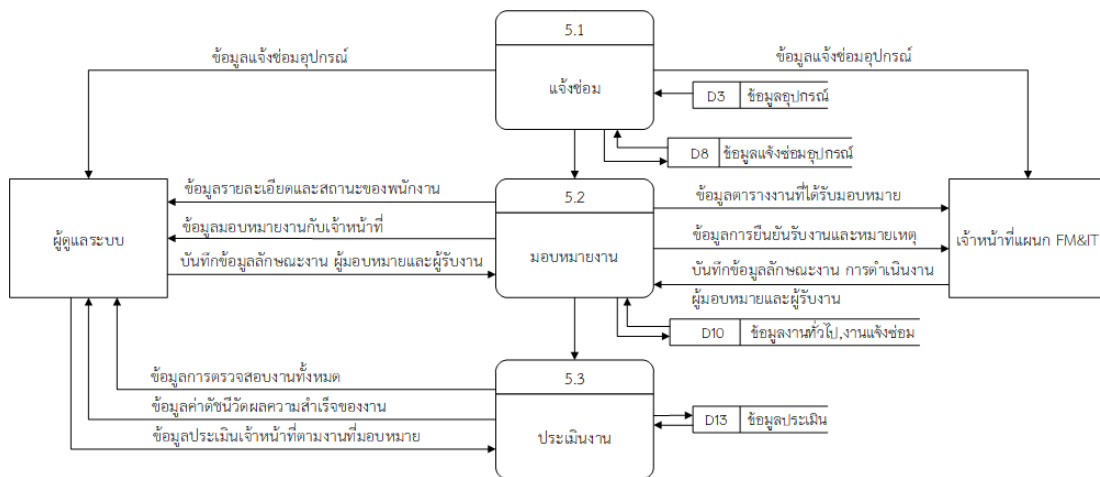 5.1
ข้อมูลแจ้งซ่อมอุปกรณ์
ข้อมูลแจ้งซ่อมอุปกรณ์
แจ้งซ่อม
D3 ข้อมูลอุปกรณ์
D8 ข้อมูลแจ้งซ่อมอุปกรณ์
ข้อมูลรายละเอียดและสถานะของพนักงาน
5.2
ข้อมูลตารางงานที่ได้รับมอบหมาย
ผู้ดูแลระบบ
ข้อมูลมอบหมายงานกับเจ้าหน้าที่
มอบหมายงาน
ข้อมูลการยืนยันรับงานและหมายเหตุ
เจ้าหน้าที่แผนก FM&IT
บันทึกข้อมูลลักษณะงาน ผู้มอบหมายและผู้รับงาน
บันทึกข้อมูลลักษณะงาน การดำเนินงาน
ผู้มอบหมายและผู้รับงาน
D10 ข้อมูลงานทั่วไป,งานแจ้งซ่อม
5.3
ข้อมูลการตรวจสอบงานทั้งหมด
ข้อมูลค่าดัชนีวัดผลความสำเร็จของงาน
D13 ข้อมูลประเมิน
ข้อมูลประเมินเจ้าหน้าที่ตามงานที่มอบหมาย
ประเมินงาน